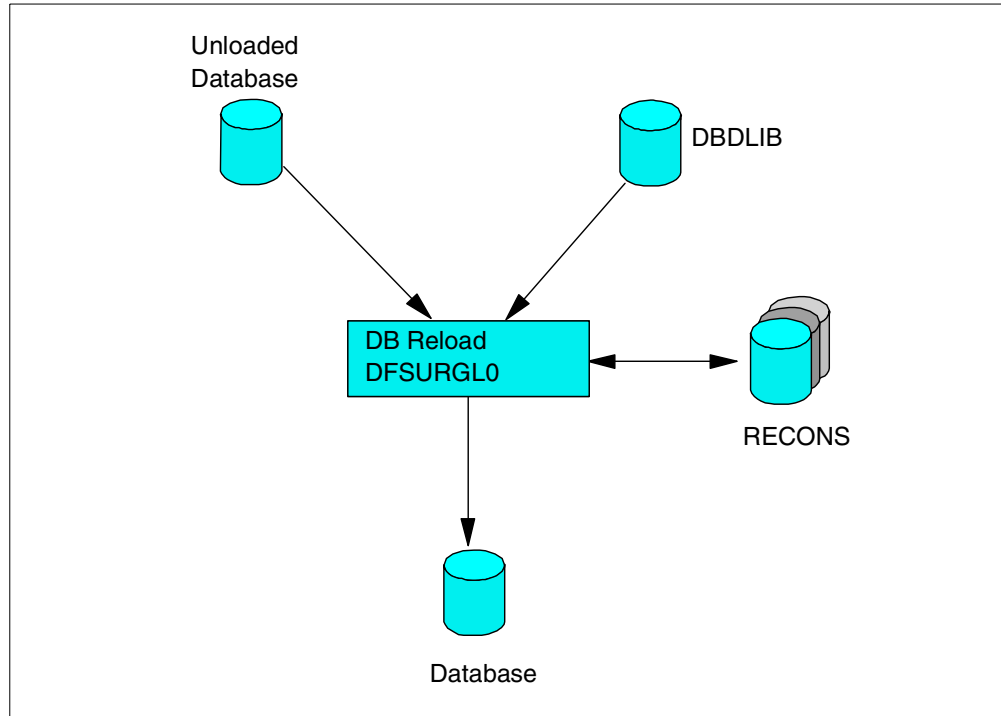 Unloaded
Database
DBDLIB
DB Reload
DFSURGL0
RECONS
Database